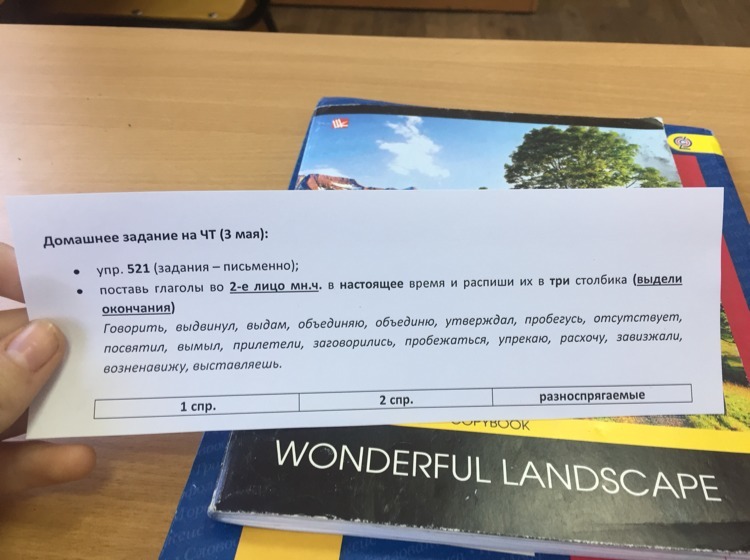 Домашнее задание на ЧТ (3 мая):
• упр. 521 (задания – письменно);
• поставь глаголы во 2-е лицо мн.ч. в настоящее время и распиши их в три столбика (выдели
окончания)
Говорить, выдвинул, выдам, объединяю, объединю, утверждал, пробегусь, отсутствует,
посвятил, вымыл, прилетели, заговорились, пробежаться, упрекаю, расхочу, завизжали,
возненавижу, выставляешь.
1 спр. 2 спр. разноспрягаемые
COPYBOOK
WONDERFUL LANDSCAPE